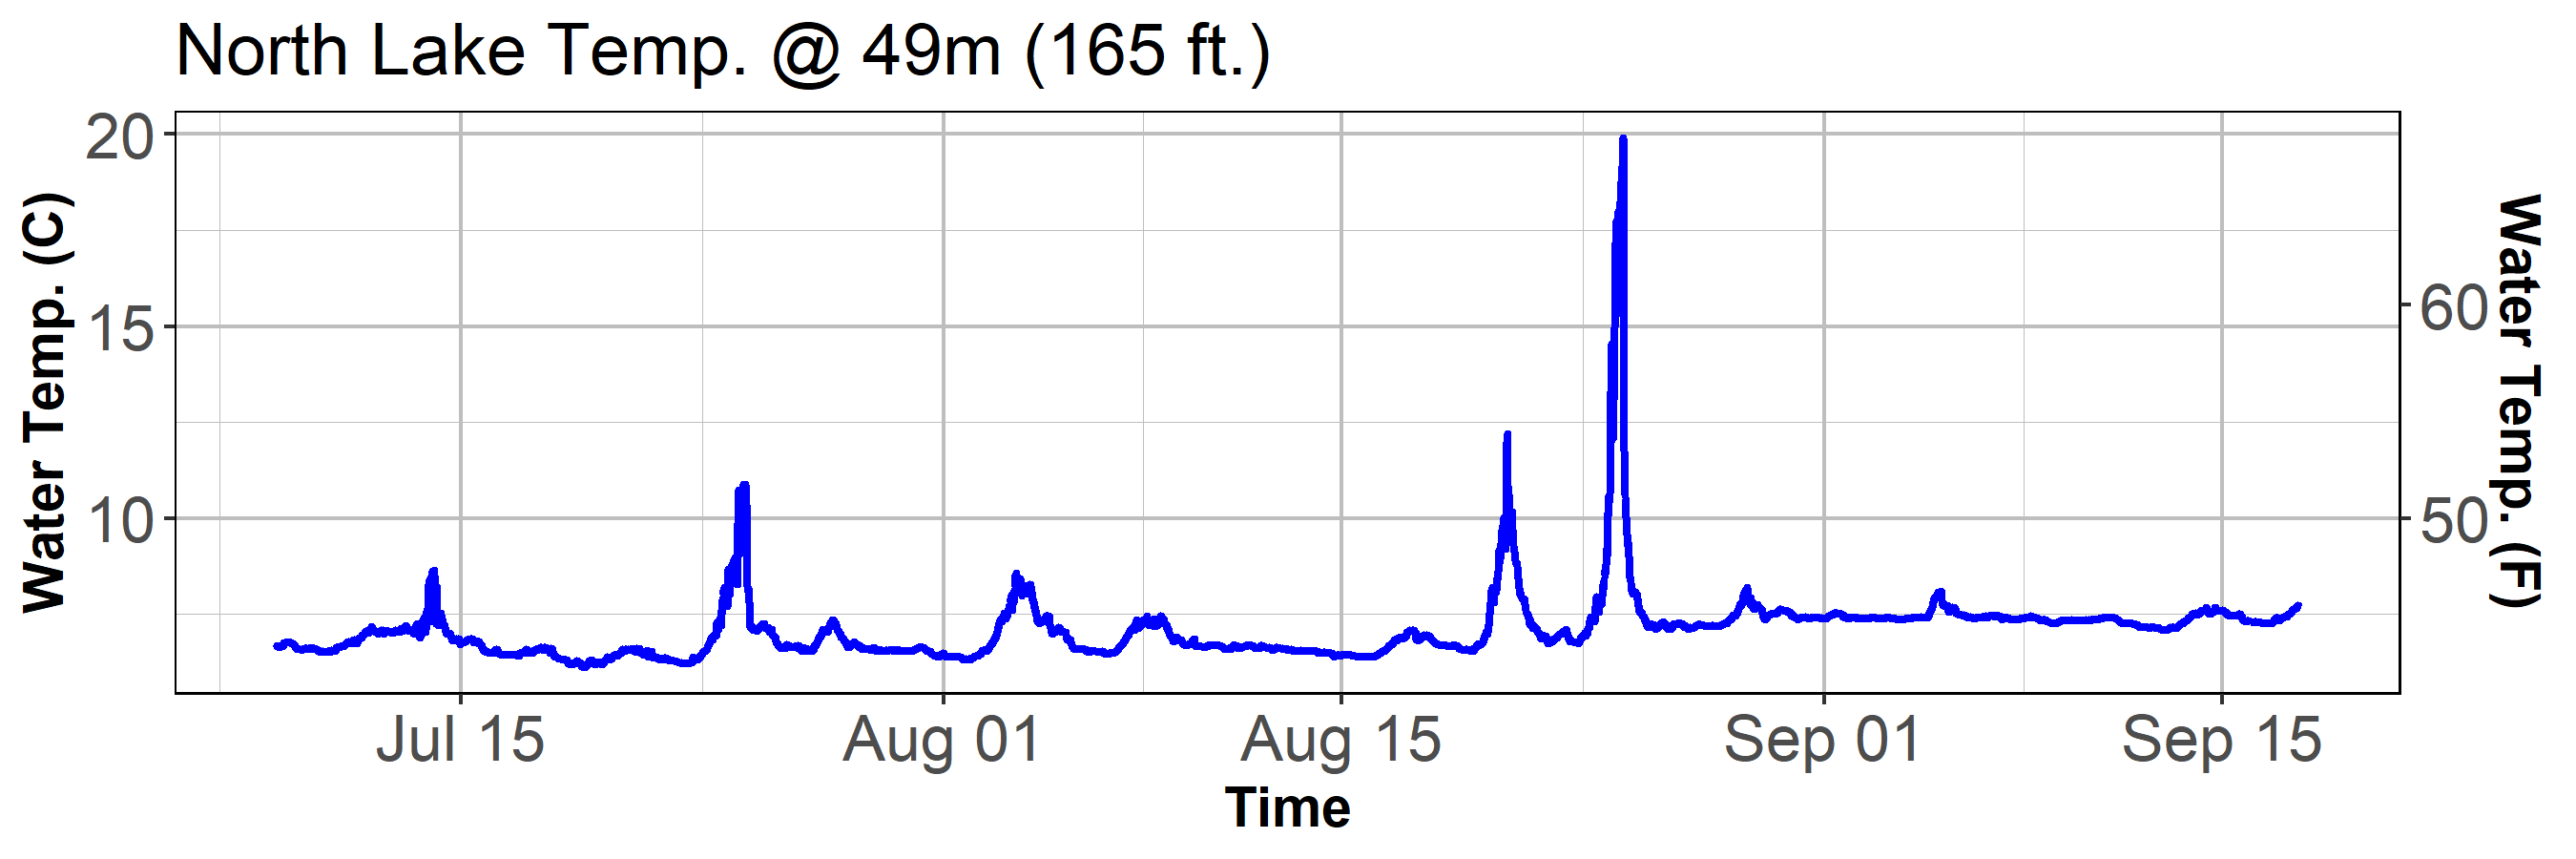 North Lake Temp. @ 49m (165 ft.)
20
15
10
Water Temp. (C)
60
50
Water Temp. (F)
Jul 15 Aug 01 Aug 15 Sep 01 Sep 15
Time